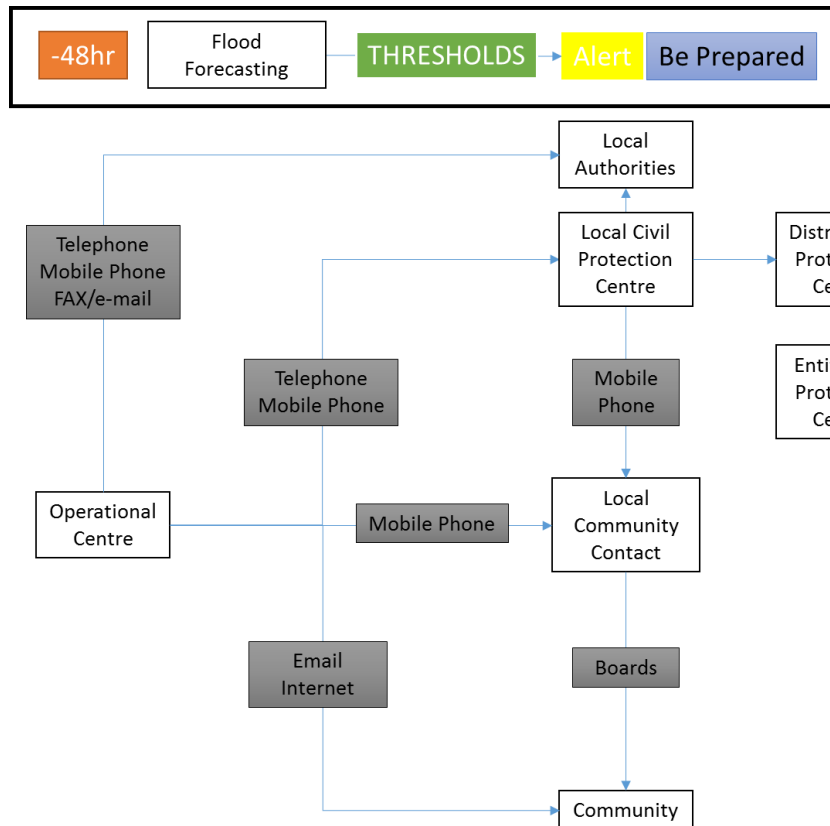 -48hr
Flood
Forecasting
THRESHOLDS
Alert
Be Prepared
Local
Authorities
Telephone
Mobile Phone
FAX/e-mail
Local Civil
Protection
Centre
Telephone
Mobile Phone
Mobile
Phone
Operational
Centre
Mobile Phone
Local
Community
Contact
Email
Internet
Boards
Community